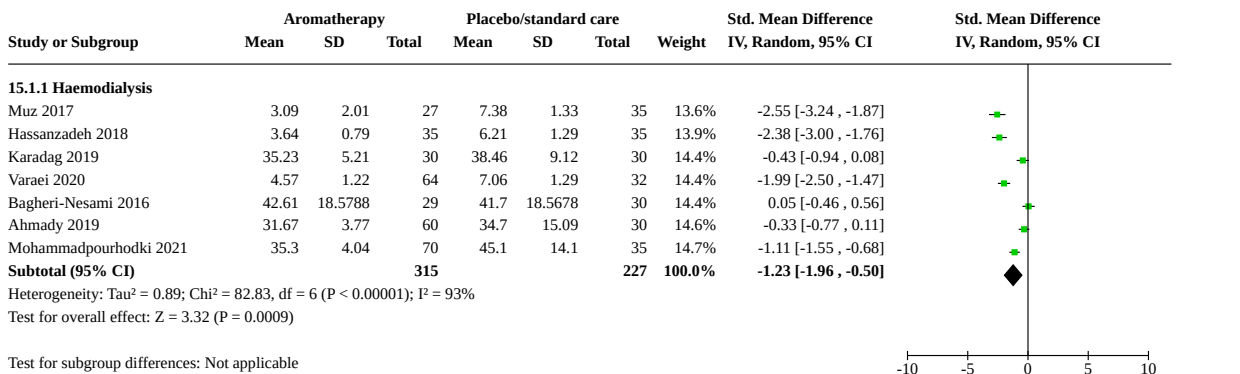 Aromatherapy Placebo/standard care Std. Mean Difference Std. Mean Difference
Study or Subgroup Mean SD Total Mean SD Total Weight IV, Random, 95% CI IV, Random, 95% CI
15.1.1 Haemodialysis
Muz 2017 3.09 2.01 27 7.38 1.33 35 13.6% -2.55 [-3.24 , -1.87]
Hassanzadeh 2018 3.64 0.79 35 6.21 1.29 35 13.9% -2.38 [-3.00 , -1.76]
Karadag 2019 35.23 5.21 30 38.46 9.12 30 14.4% -0.43 [-0.94 , 0.08]
Varaei 2020 4.57 1.22 64 7.06 1.29 32 14.4% -1.99 [-2.50 , -1.47]
Bagheri-Nesami 2016 42.61 18.5788 29 41.7 18.5678 30 14.4% 0.05 [-0.46 , 0.56]
Ahmady 2019 31.67 3.77 60 34.7 15.09 30 14.6% -0.33 [-0.77 , 0.11]
Mohammadpourhodki 2021 35.3 4.04 70 45.1 14.1 35 14.7% -1.11 [-1.55 , -0.68]
Subtotal (95% CI) 315 227 100.0% -1.23 [-1.96 , -0.50]
Heterogeneity: Tau² = 0.89; Chi² = 82.83, df = 6 (P < 0.00001); I² = 93%
Test for overall effect: Z = 3.32 (P = 0.0009)
Test for subgroup differences: Not applicable
-10 -5 0 5 10